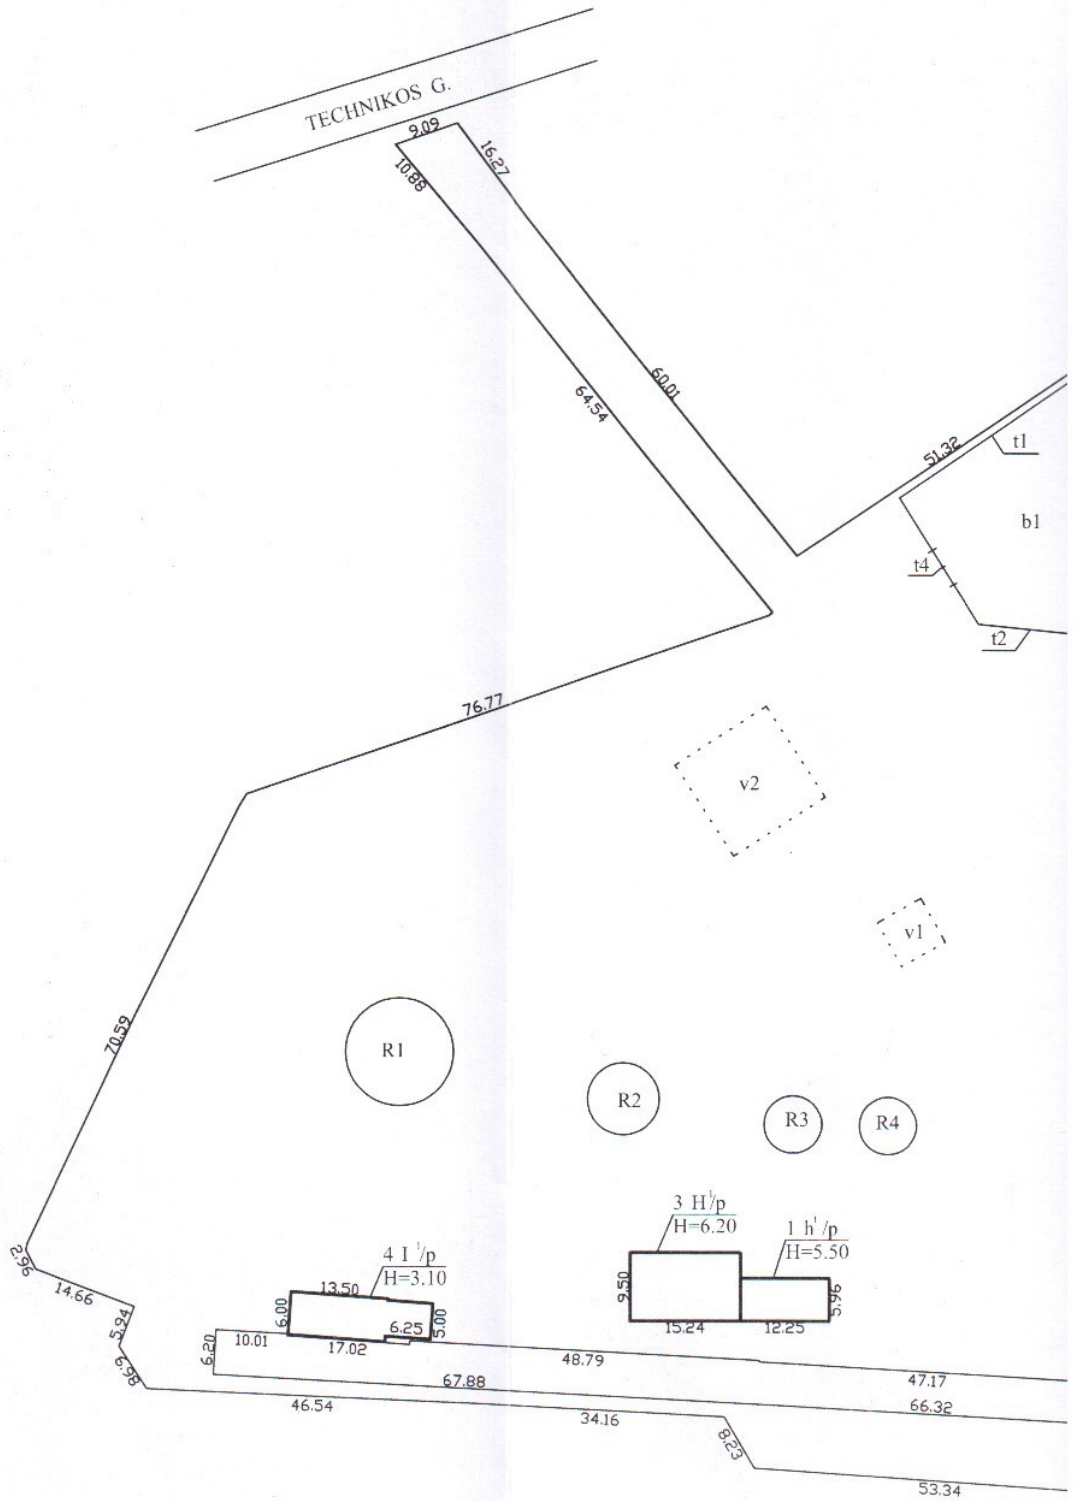 TECHNIKOS G.
9.09
16.27
10.88
60.01
64.54
51.32
t1
b1
t4
t2
76.77
v2
v1
70.59
R1
R2
R3
R4
3 H¹/p
H=6.20
1 h¹/p
H=5.50
4 I ¹/p
H=3.10
2.96
14.66
13.50
9.50
5.96
6.00
6.25
5.00
5.94
15.24
12.25
10.01
17.02
6.20
48.79
6.98
67.88
47.17
46.54
34.16
66.32
8.23
53.34